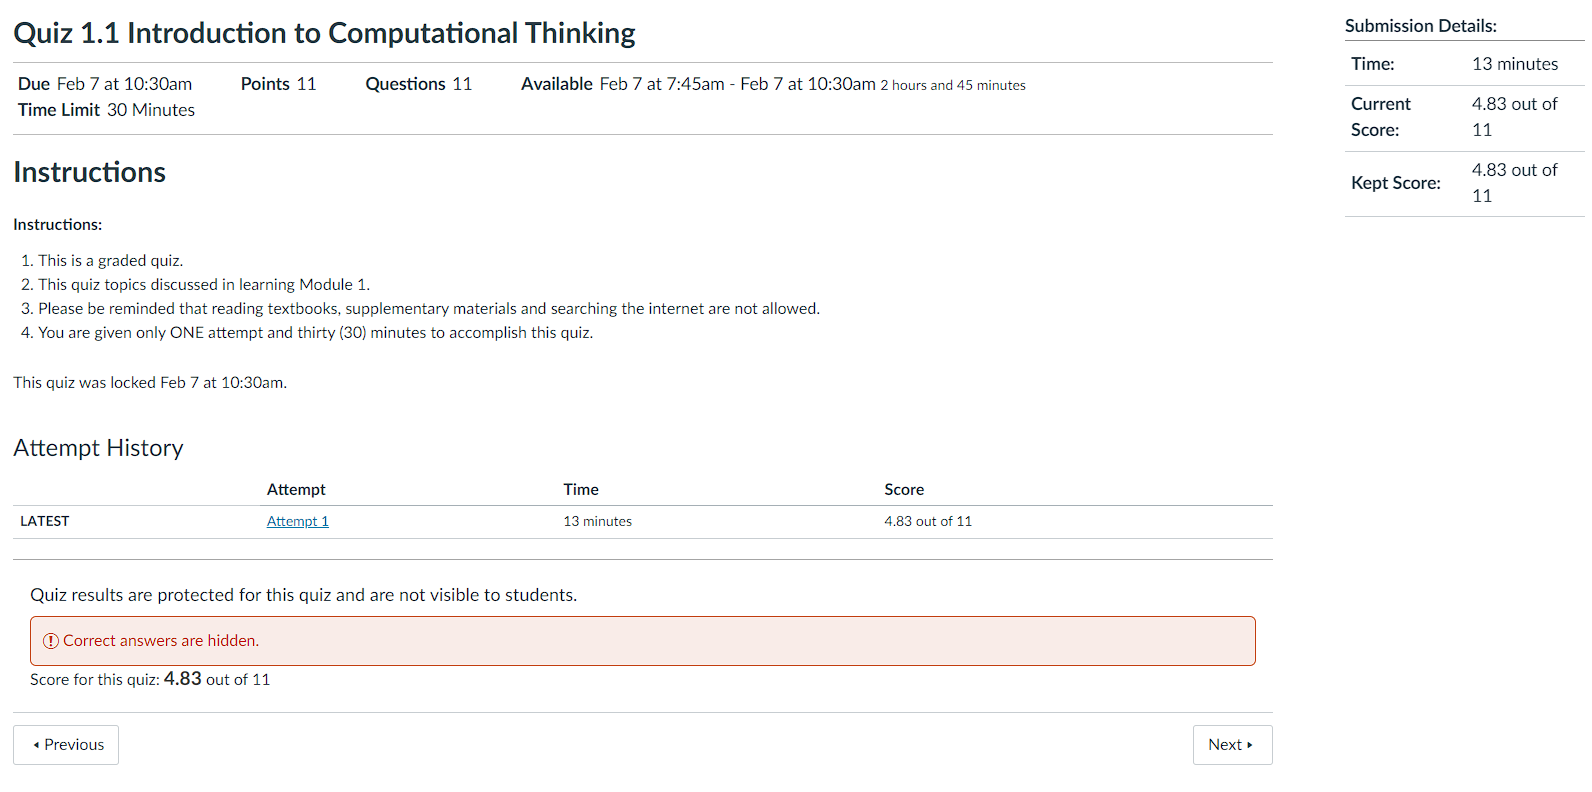 Quiz 1.1 Introduction to Computational Thinking
Due Feb 7 at 10:30am Points 11 Questions 11 Available Feb 7 at 7:45am - Feb 7 at 10:30am 2 hours and 45 minutes
Time Limit 30 Minutes
Instructions
Instructions:
1. This is a graded quiz.
2. This quiz topics discussed in learning Module 1.
3. Please be reminded that reading textbooks, supplementary materials and searching the internet are not allowed.
4. You are given only ONE attempt and thirty (30) minutes to accomplish this quiz.
This quiz was locked Feb 7 at 10:30am.
Attempt History
Attempt Time Score
LATEST Attempt 1 13 minutes 4.83 out of 11
Quiz results are protected for this quiz and are not visible to students.
Correct answers are hidden.
Score for this quiz: 4.83 out of 11
Previous
Next
Submission Details:
Time: 13 minutes
Current 4.83 out of
Score: 11
Kept Score: 4.83 out of
11